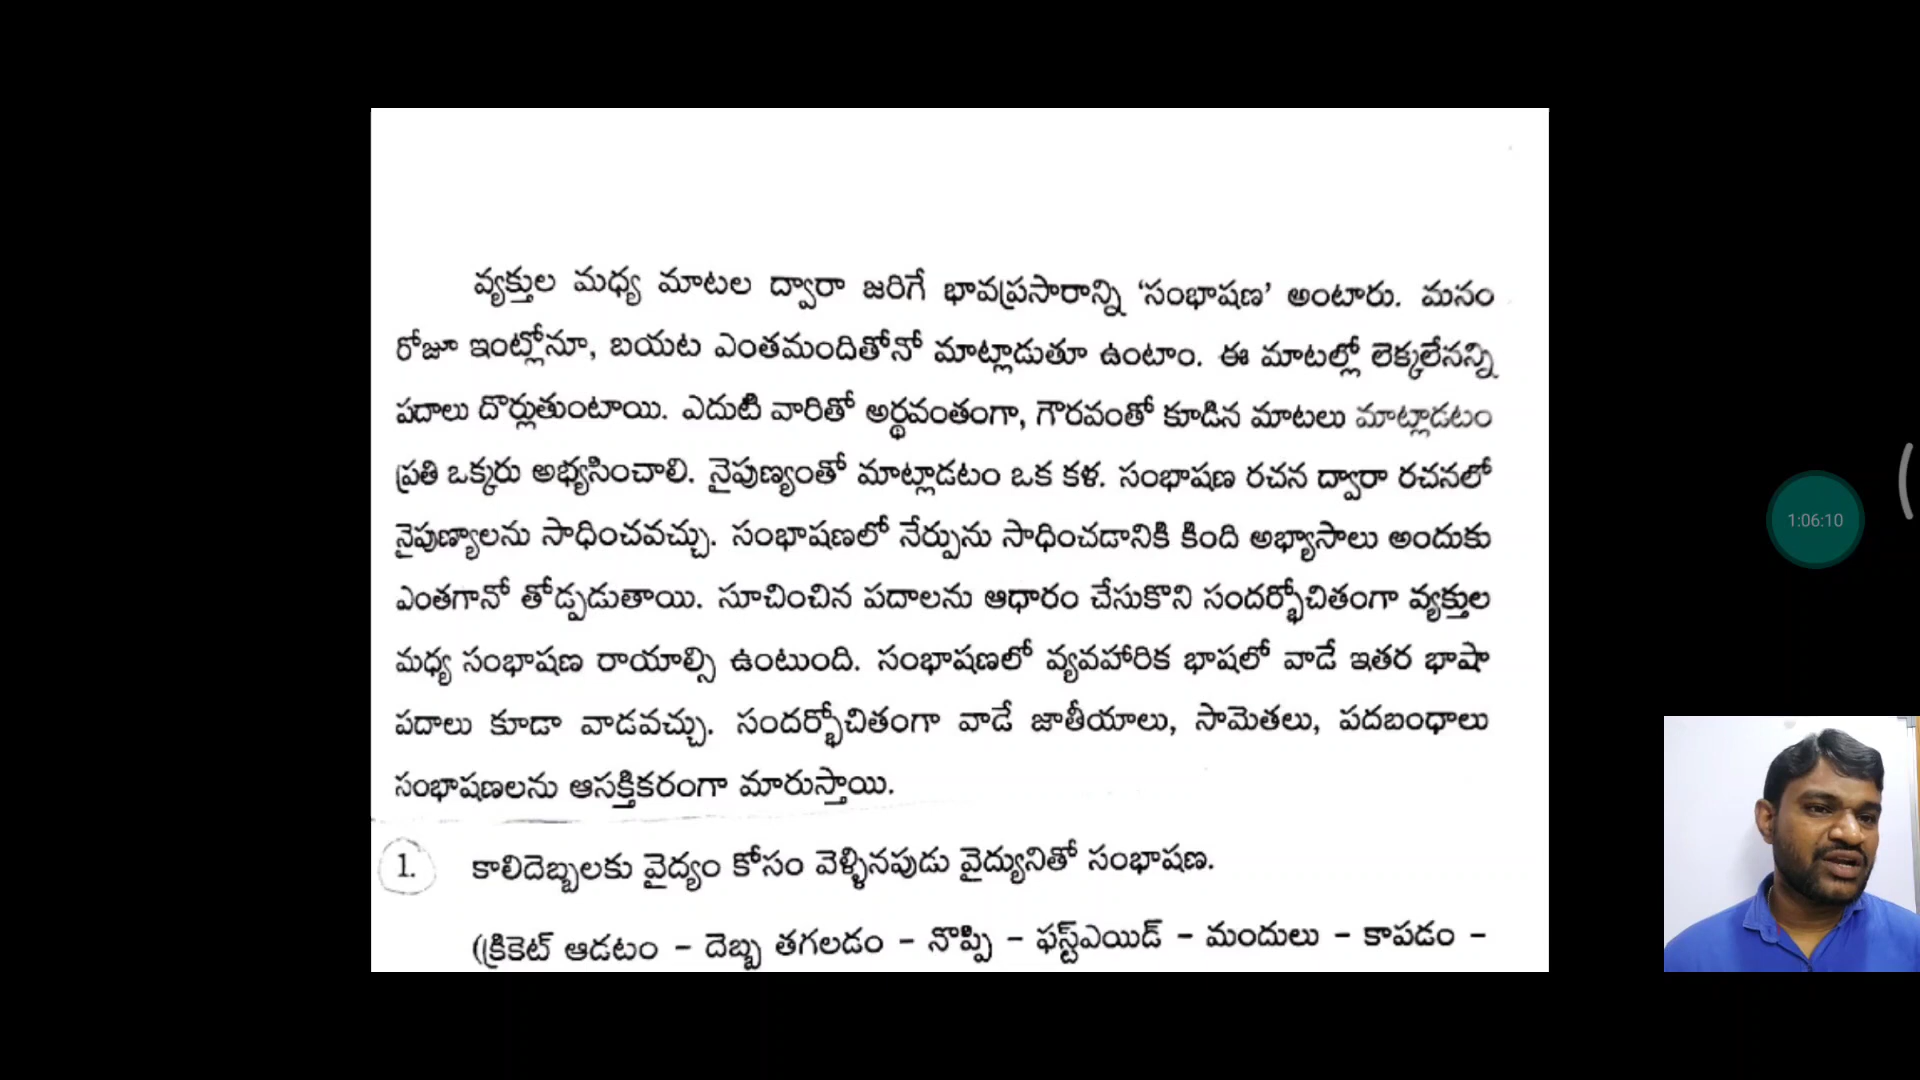 వ్యక్తుల మధ్య మాటల ద్వారా జరిగే భావప్రసారాన్ని ‘సంభాషణ’ అంటారు. మనం
రోజూ ఇంట్లోనూ, బయట ఎంతమందితోనో మాట్లాడుతూ ఉంటాం. ఈ మాటల్లో లెక్కలేనన్ని
పదాలు దొర్లుతుంటాయి. ఎదుటి వారితో అర్థవంతంగా, గౌరవంతో కూడిన మాటలు మాట్లాడటం
ప్రతి ఒక్కరు అభ్యసించాలి. నైపుణ్యంతో మాట్లాడటం ఒక కళ. సంభాషణ రచన ద్వారా రచనలో
నైపుణ్యాలను సాధించవచ్చు. సంభాషణలో నేర్పును సాధించడానికి కింది అభ్యాసాలు అందుకు
ఎంతగానో తోడ్పడుతాయి. సూచించిన పదాలను ఆధారం చేసుకొని సందర్భోచితంగా వ్యక్తుల
మధ్య సంభాషణ రాయాల్సి ఉంటుంది. సంభాషణలో వ్యవహారిక భాషలో వాడే ఇతర భాషా
పదాలు కూడా వాడవచ్చు. సందర్భోచితంగా వాడే జాతీయాలు, సామెతలు, పదబంధాలు
సంభాషణలను ఆసక్తికరంగా మారుస్తాయి.
1. కాలిదెబ్బలకు వైద్యం కోసం వెళ్ళినపుడు వైద్యునితో సంభాషణ.
(క్రికెట్ ఆడటం – దెబ్బ తగలడం – నొప్పి – ఫస్ట్ఎయిడ్ – మందులు – కాపడం –
1:06:10